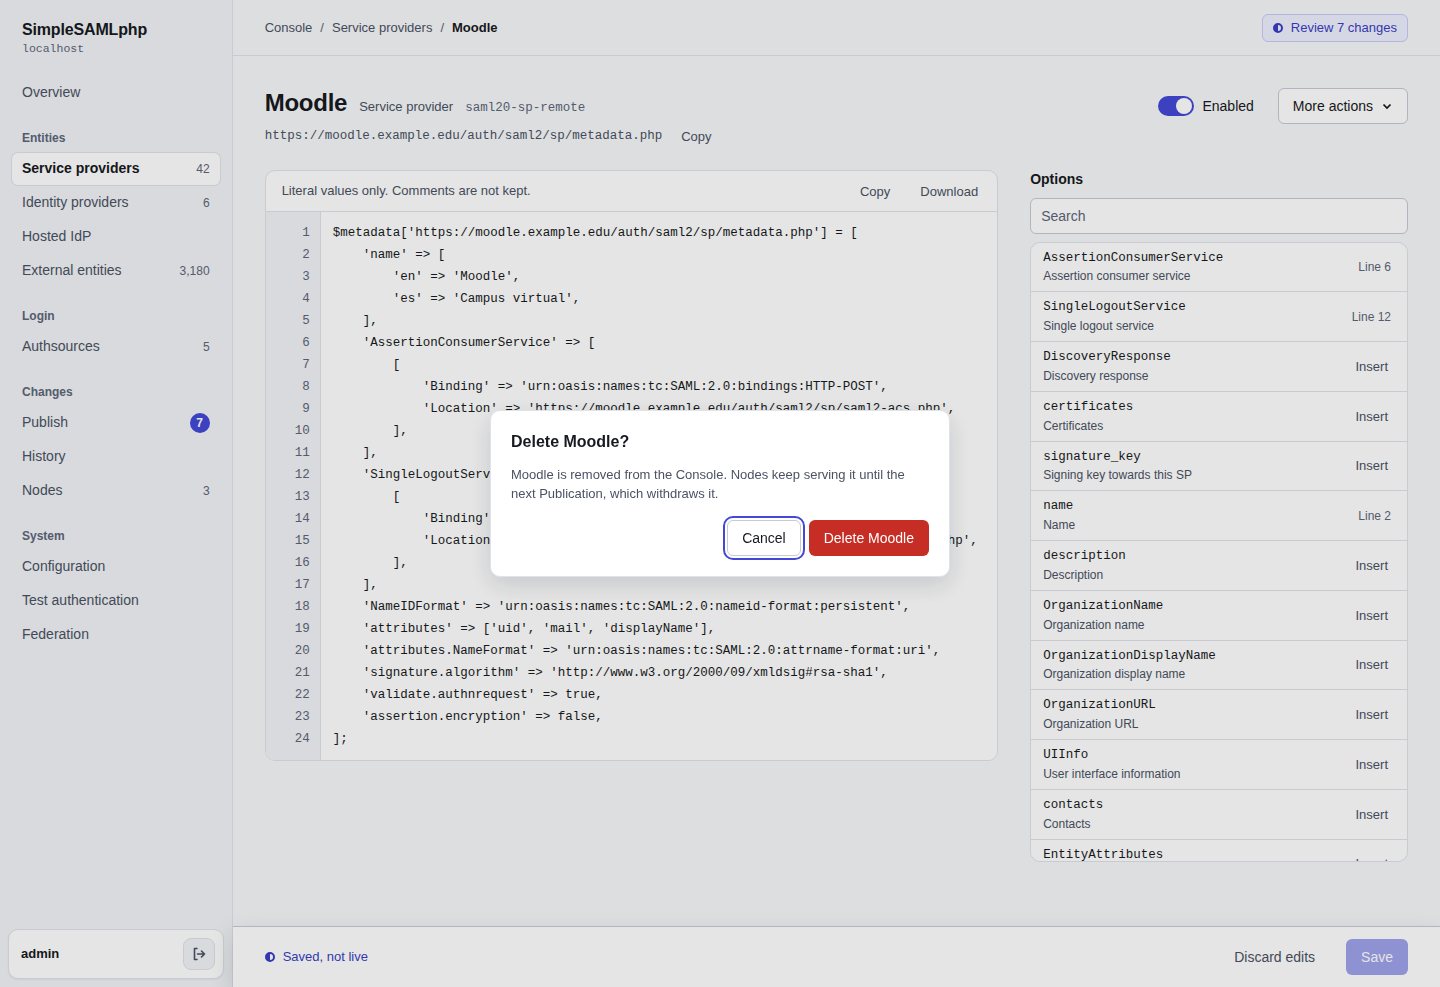 SimpleSAMLphp
localhost
Overview
Entities
Service providers 42
Identity providers 6
Hosted IdP
External entities 3,180
Login
Authsources 5
Changes
Publish 7
History
Nodes 3
System
Configuration
Test authentication
Federation
admin
Console / Service providers / Moodle
Review 7 changes
Moodle Service provider saml20-sp-remote
https://moodle.example.edu/auth/saml2/sp/metadata.php Copy
Enabled
More actions
Literal values only. Comments are not kept. Copy Download
1 $metadata['https://moodle.example.edu/auth/saml2/sp/metadata.php'] = [
2 'name' => [
3 'en' => 'Moodle',
4 'es' => 'Campus virtual',
5 ],
6 'AssertionConsumerService' => [
7 [
8 'Binding' => 'urn:oasis:names:tc:SAML:2.0:bindings:HTTP-POST',
9 'Location' => 'https://moodle.example.edu/auth/saml2/sp/saml2-acs.php',
10 ],
11 ],
12 'SingleLogoutServ
13 [
14 'Binding'
15 'Location hp',
16 ],
17 ],
18 'NameIDFormat' => 'urn:oasis:names:tc:SAML:2.0:nameid-format:persistent',
19 'attributes' => ['uid', 'mail', 'displayName'],
20 'attributes.NameFormat' => 'urn:oasis:names:tc:SAML:2.0:attrname-format:uri',
21 'signature.algorithm' => 'http://www.w3.org/2000/09/xmldsig#rsa-sha1',
22 'validate.authnrequest' => true,
23 'assertion.encryption' => false,
24 ];
Delete Moodle?
Moodle is removed from the Console. Nodes keep serving it until the
next Publication, which withdraws it.
Cancel Delete Moodle
Options
Search
AssertionConsumerService
Assertion consumer service
Line 6
SingleLogoutService
Single logout service
Line 12
DiscoveryResponse
Discovery response
Insert
certificates
Certificates
Insert
signature_key
Signing key towards this SP
Insert
name
Name
Line 2
description
Description
Insert
OrganizationName
Organization name
Insert
OrganizationDisplayName
Organization display name
Insert
OrganizationURL
Organization URL
Insert
UIInfo
User interface information
Insert
contacts
Contacts
Insert
EntityAttributes
Saved, not live
Discard edits Save